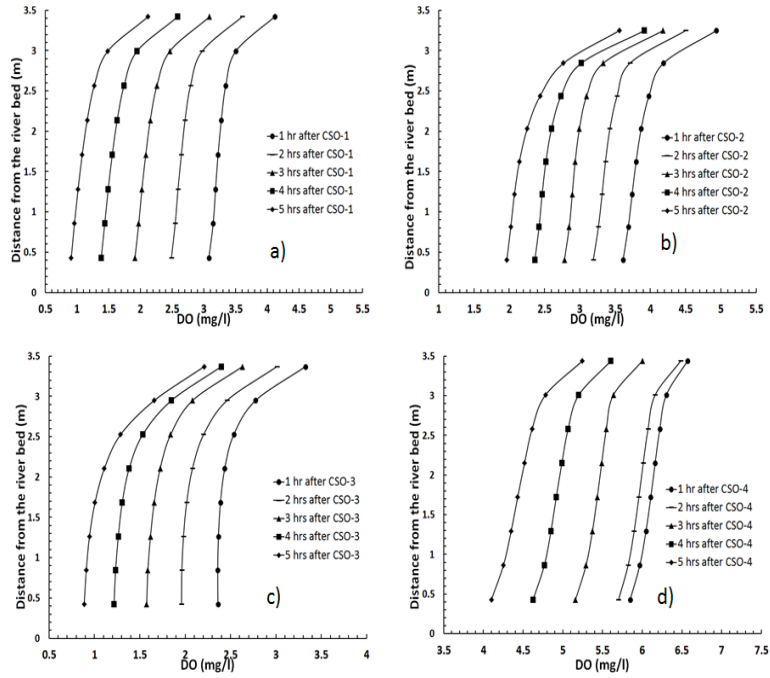 a)
Distance from the river bed (m)
3.5
3
2.5
2
1.5
1
0.5
0
1 hr after CSO-1
2 hrs after CSO-1
3 hrs after CSO-1
4 hrs after CSO-1
5 hrs after CSO-1
0.5 1 1.5 2 2.5 3 3.5 4 4.5 5 5.5
DO (mg/l)
b)
Distance from the river bed (m)
3.5
3
2.5
2
1.5
1
0.5
0
1 hr after CSO-2
2 hrs after CSO-2
3 hrs after CSO-2
4 hrs after CSO-2
5 hrs after CSO-2
1 1.5 2 2.5 3 3.5 4 4.5 5 5.5
DO (mg/l)
c)
Distance from the river bed (m)
3.5
3
2.5
2
1.5
1
0.5
0
1 hr after CSO-3
2 hrs after CSO-3
3 hrs after CSO-3
4 hrs after CSO-3
5 hrs after CSO-3
0.5 1 1.5 2 2.5 3 3.5 4
DO (mg/l)
d)
Distance from the river bed (m)
3.5
3
2.5
2
1.5
1
0.5
0
1 hr after CSO-4
2 hrs after CSO-4
3 hrs after CSO-4
4 hrs after CSO-4
5 hrs after CSO-4
3.5 4.5 5.5 6.5 7.5
DO (mg/l)